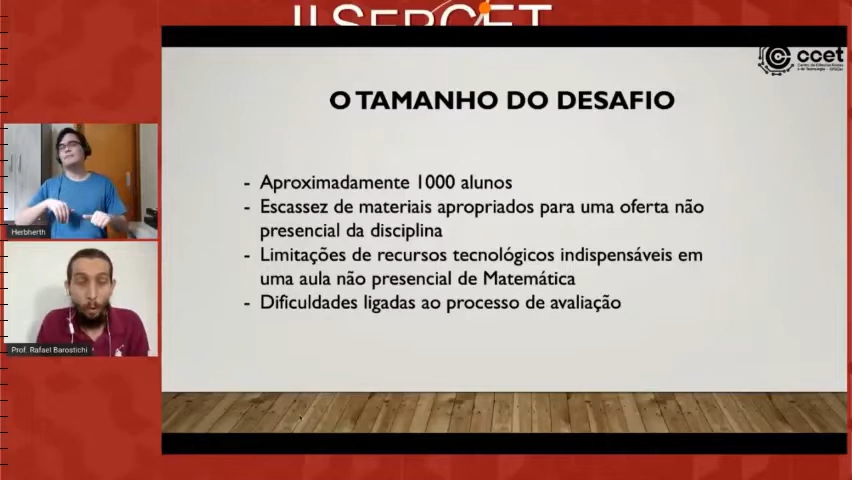 II SERCET
ccet
O TAMANHO DO DESAFIO
- Aproximadamente 1000 alunos
- Escassez de materiais apropriados para uma oferta não
presencial da disciplina
- Limitações de recursos tecnológicos indispensáveis em
uma aula não presencial de Matemática
- Dificuldades ligadas ao processo de avaliação
Herbherth
Prof. Rafael Barostichi